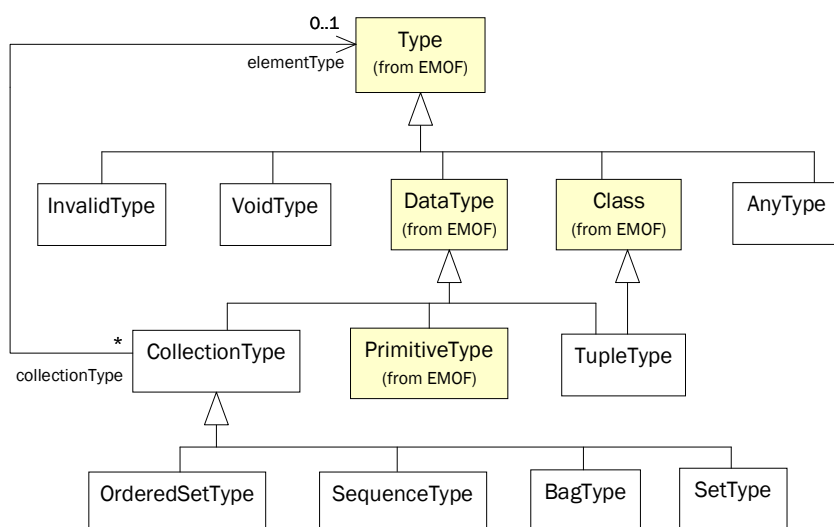 0..1
Type
(from EMOF)
elementType
InvalidType
VoidType
DataType
(from EMOF)
Class
(from EMOF)
AnyType
*
collectionType
CollectionType
PrimitiveType
(from EMOF)
TupleType
OrderedSetType
SequenceType
BagType
SetType